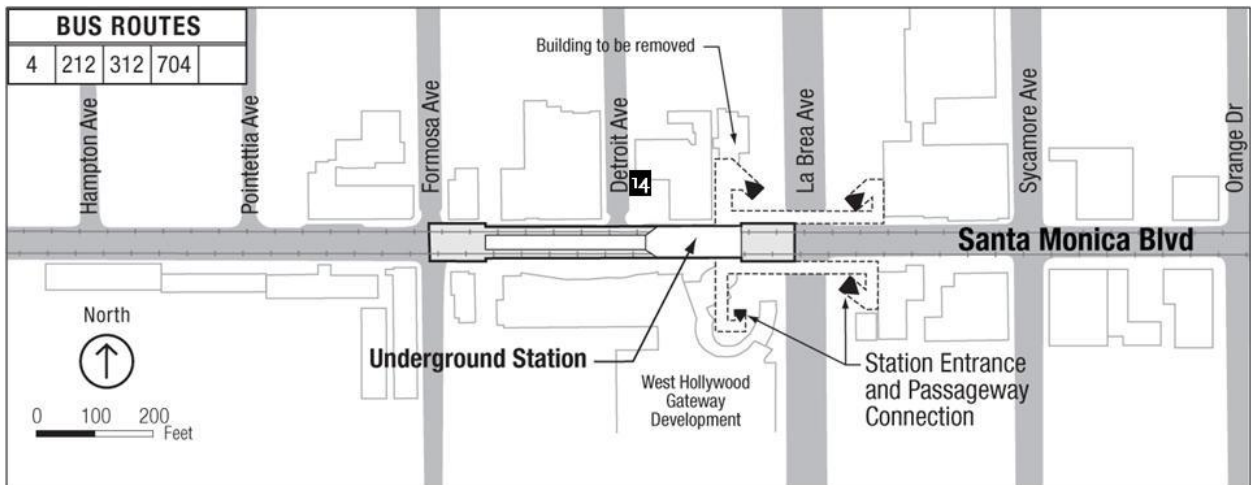 BUS ROUTES
4 212 312 704
Building to be removed
Hampton Ave
Pointettia Ave
Formosa Ave
Detroit Ave
14
La Brea Ave
Sycamore Ave
Orange Dr
Santa Monica Blvd
North
0 100 200
Feet
Underground Station
West Hollywood
Gateway
Development
Station Entrance
and Passageway
Connection